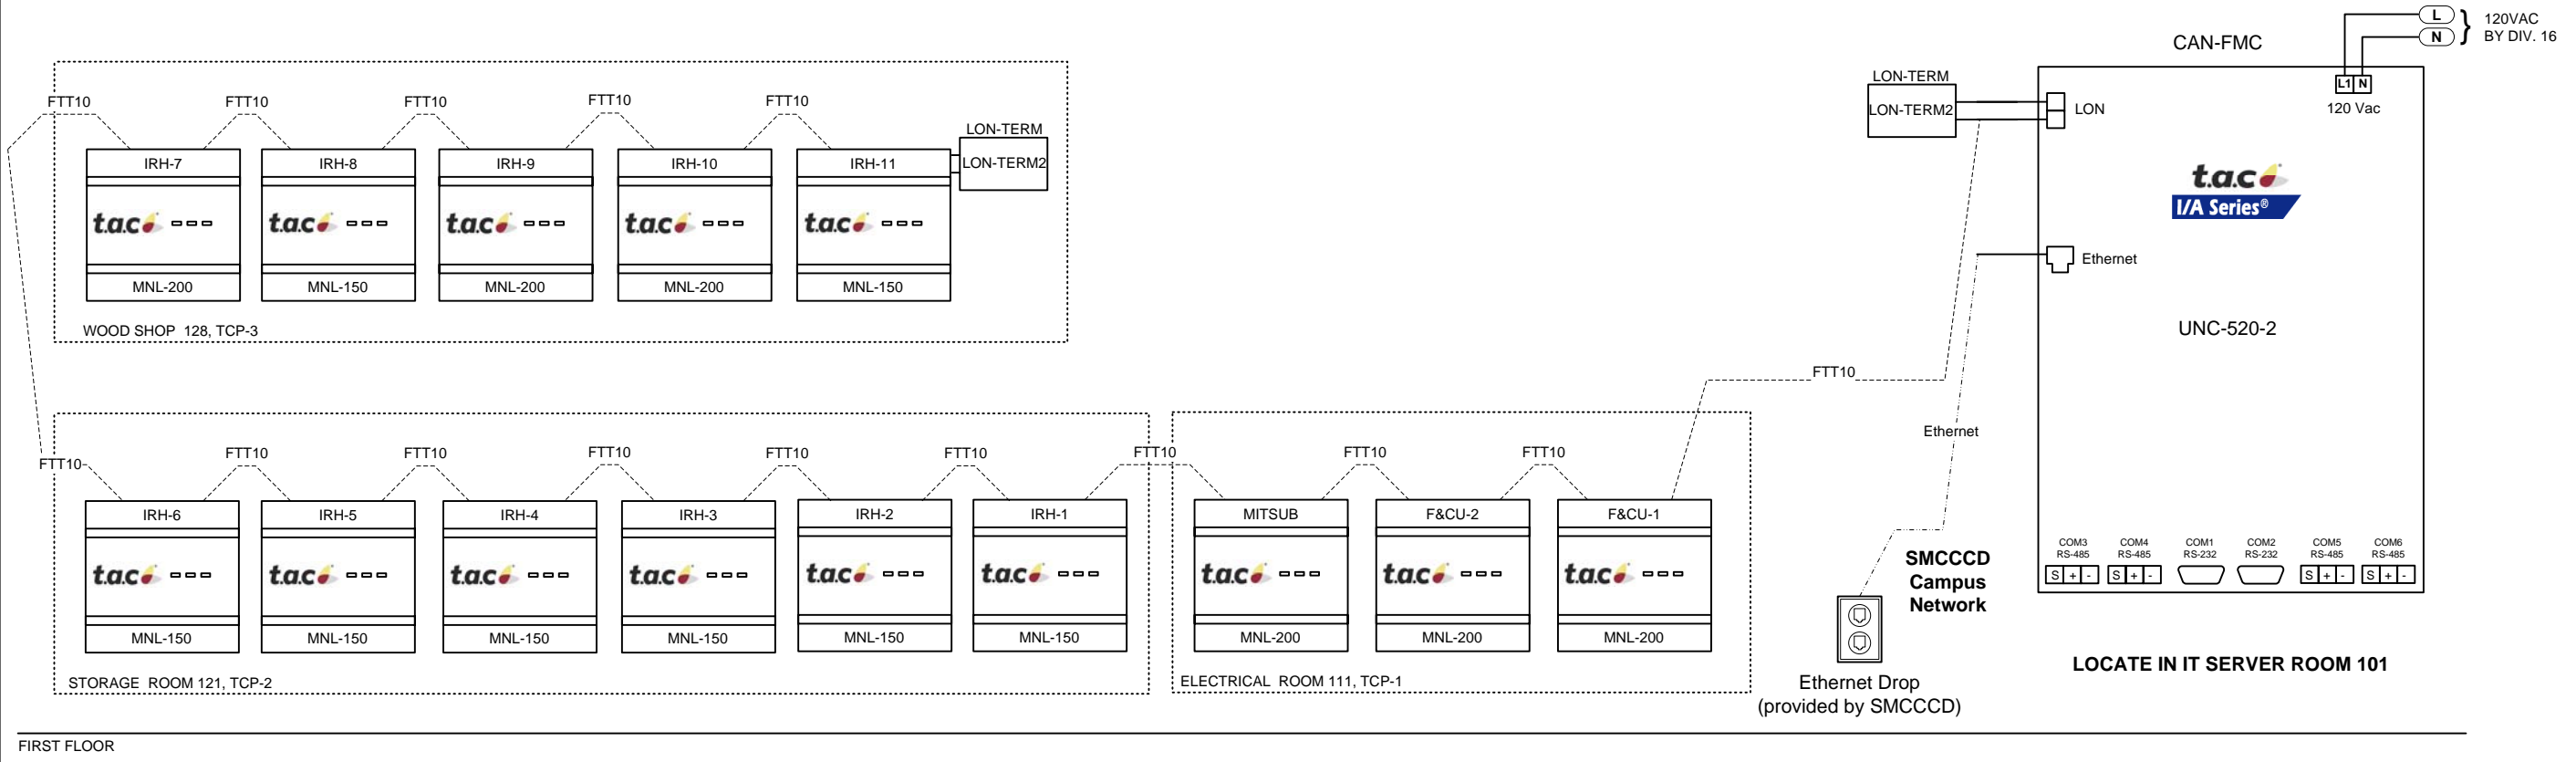 FTT10 FTT10 FTT10 FTT10 FTT10
IRH-7 IRH-8 IRH-9 IRH-10 IRH-11
LON-TERM
LON-TERM2
t.a.c t.a.c t.a.c t.a.c t.a.c
MNL-200 MNL-150 MNL-200 MNL-200 MNL-150
WOOD SHOP 128, TCP-3
FTT10 FTT10 FTT10 FTT10 FTT10 FTT10
IRH-6 IRH-5 IRH-4 IRH-3 IRH-2 IRH-1
t.a.c t.a.c t.a.c t.a.c t.a.c t.a.c
MNL-150 MNL-150 MNL-150 MNL-150 MNL-150 MNL-150
STORAGE ROOM 121, TCP-2
FTT10 FTT10 FTT10
MITSUB F&CU-2 F&CU-1
t.a.c t.a.c t.a.c
MNL-200 MNL-200 MNL-200
ELECTRICAL ROOM 111, TCP-1
FTT10
Ethernet
SMCCCD
Campus
Network
Ethernet Drop
(provided by SMCCCD)
L
N
120VAC
BY DIV. 16
CAN-FMC
LON-TERM
LON-TERM2
LON
L1 N
120 Vac
t.a.c
I/A Series®
Ethernet
UNC-520-2
COM3 COM4 COM1 COM2 COM5 COM6
RS-485 RS-485 RS-232 RS-232 RS-485 RS-485
S + - S + - S + - S + -
LOCATE IN IT SERVER ROOM 101
FIRST FLOOR